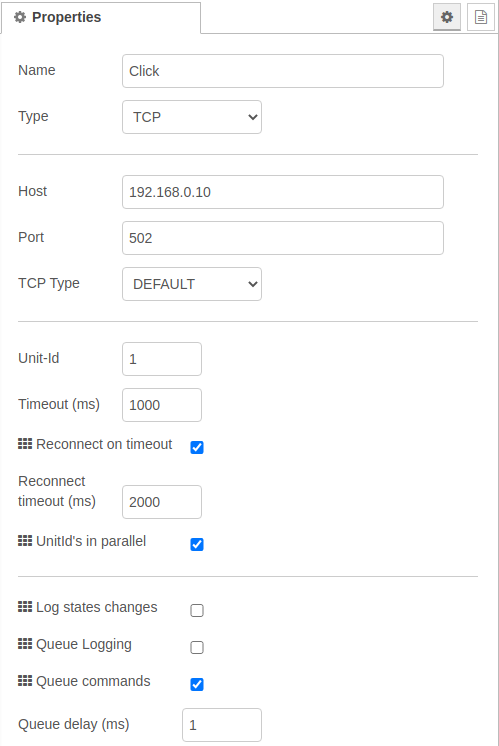 Properties
Name Click
Type TCP
Host 192.168.0.10
Port 502
TCP Type DEFAULT
Unit-Id 1
Timeout (ms) 1000
Reconnect on timeout
Reconnect
timeout (ms) 2000
UnitId's in parallel
Log states changes
Queue Logging
Queue commands
Queue delay (ms) 1